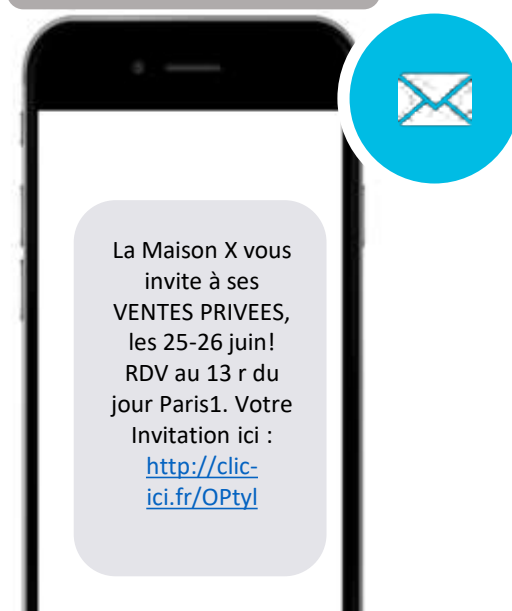 La Maison X vous
invite à ses
VENTES PRIVEES,
les 25-26 juin!
RDV au 13 r du
jour Paris1. Votre
Invitation ici :
http://clic-
ici.fr/OPtyl